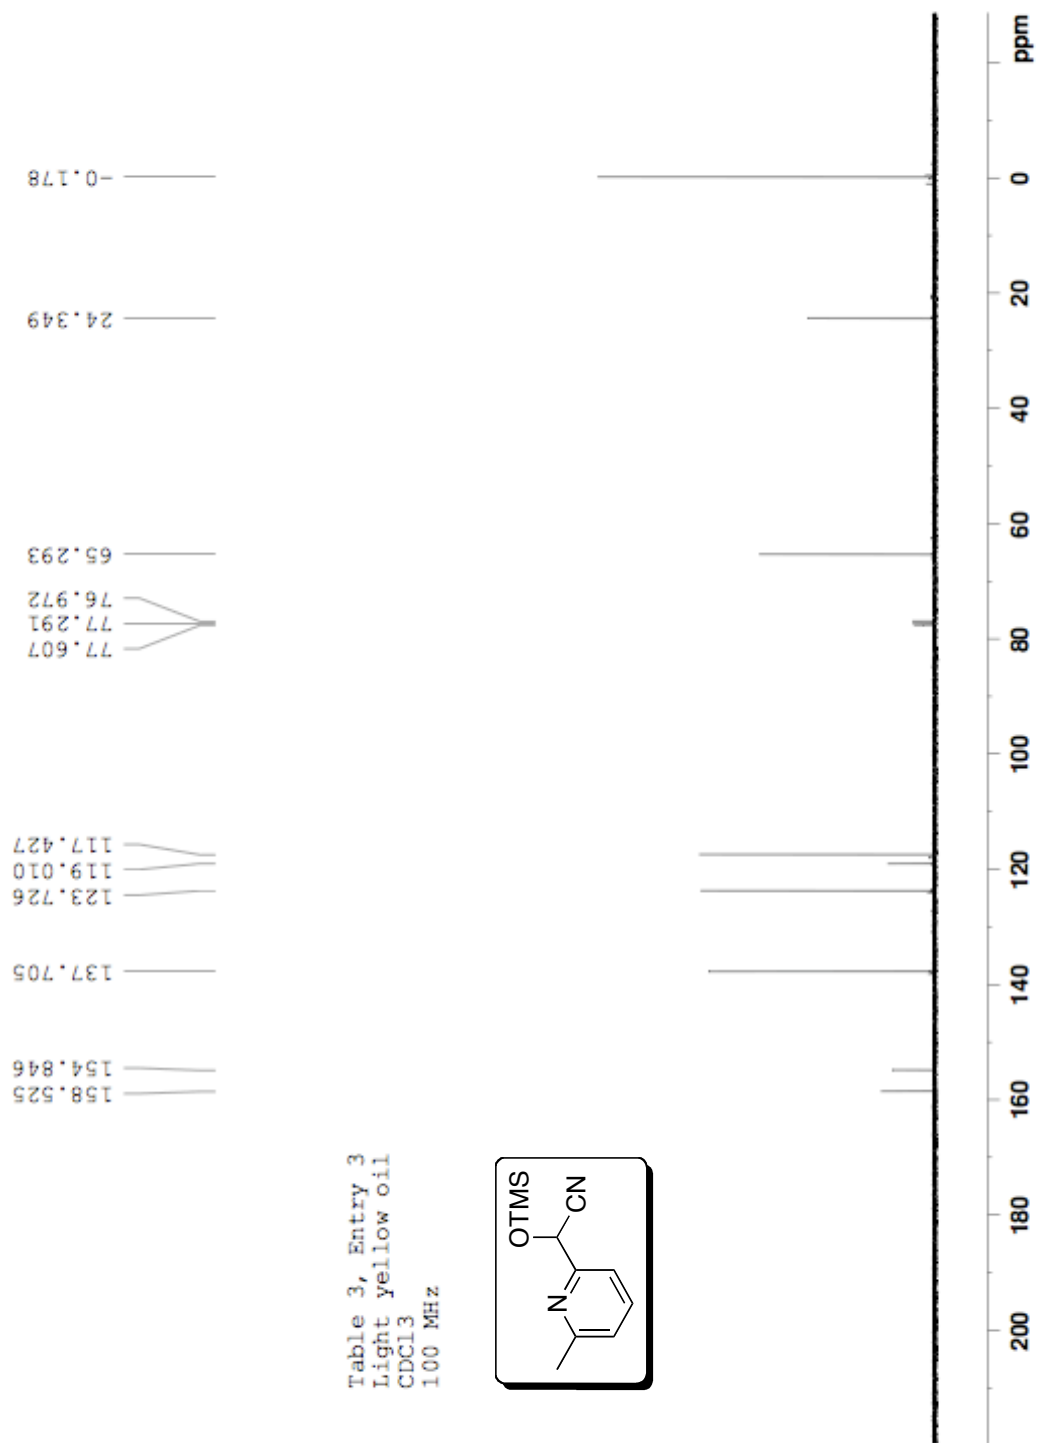 158.525
154.846
137.705
123.726
119.010
117.427
77.607
77.291
76.972
65.293
24.349
-0.178
Table 3, Entry 3
Light yellow oil
CDCl3
100 MHz
OTMS
N
CN
200
180
160
140
120
100
80
60
40
20
0
ppm